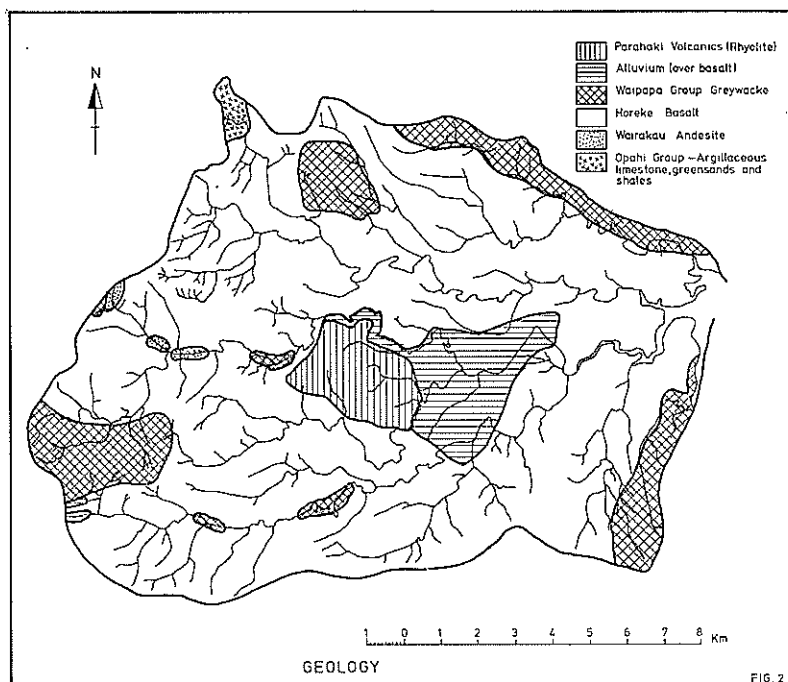 N
Parahaki Volcanics (Rhyolite)
Alluvium (over basalt)
Waipapa Group Greywacke
Horeke Basalt
Wairakau Andesite
Opahi Group – Argillaceous
limestone, greensands and
shales
1 0 1 2 3 4 5 6 7 8 Km
GEOLOGY
FIG. 2